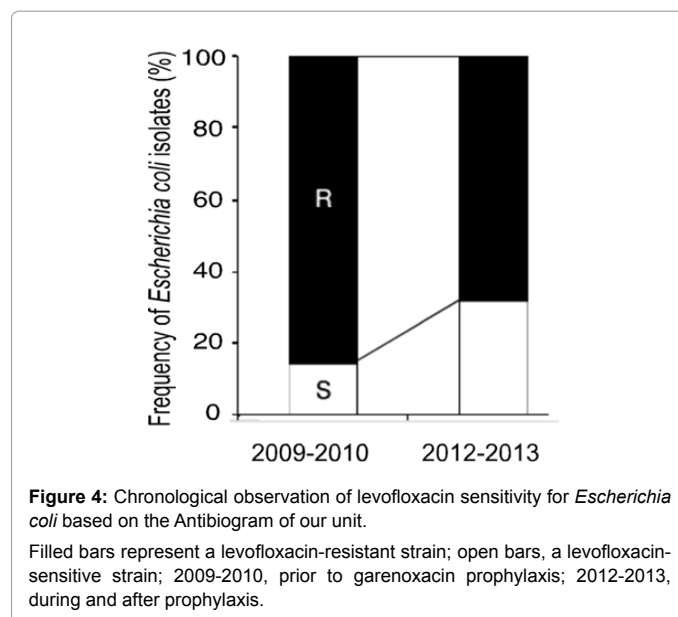 Frequency of Escherichia coli isolates (%)
100
80
60
40
20
0
R
S
2009-2010 2012-2013
Figure 4: Chronological observation of levofloxacin sensitivity for Escherichia
coli based on the Antibiogram of our unit.
Filled bars represent a levofloxacin-resistant strain; open bars, a levofloxacin-
sensitive strain; 2009-2010, prior to garenoxacin prophylaxis; 2012-2013,
during and after prophylaxis.